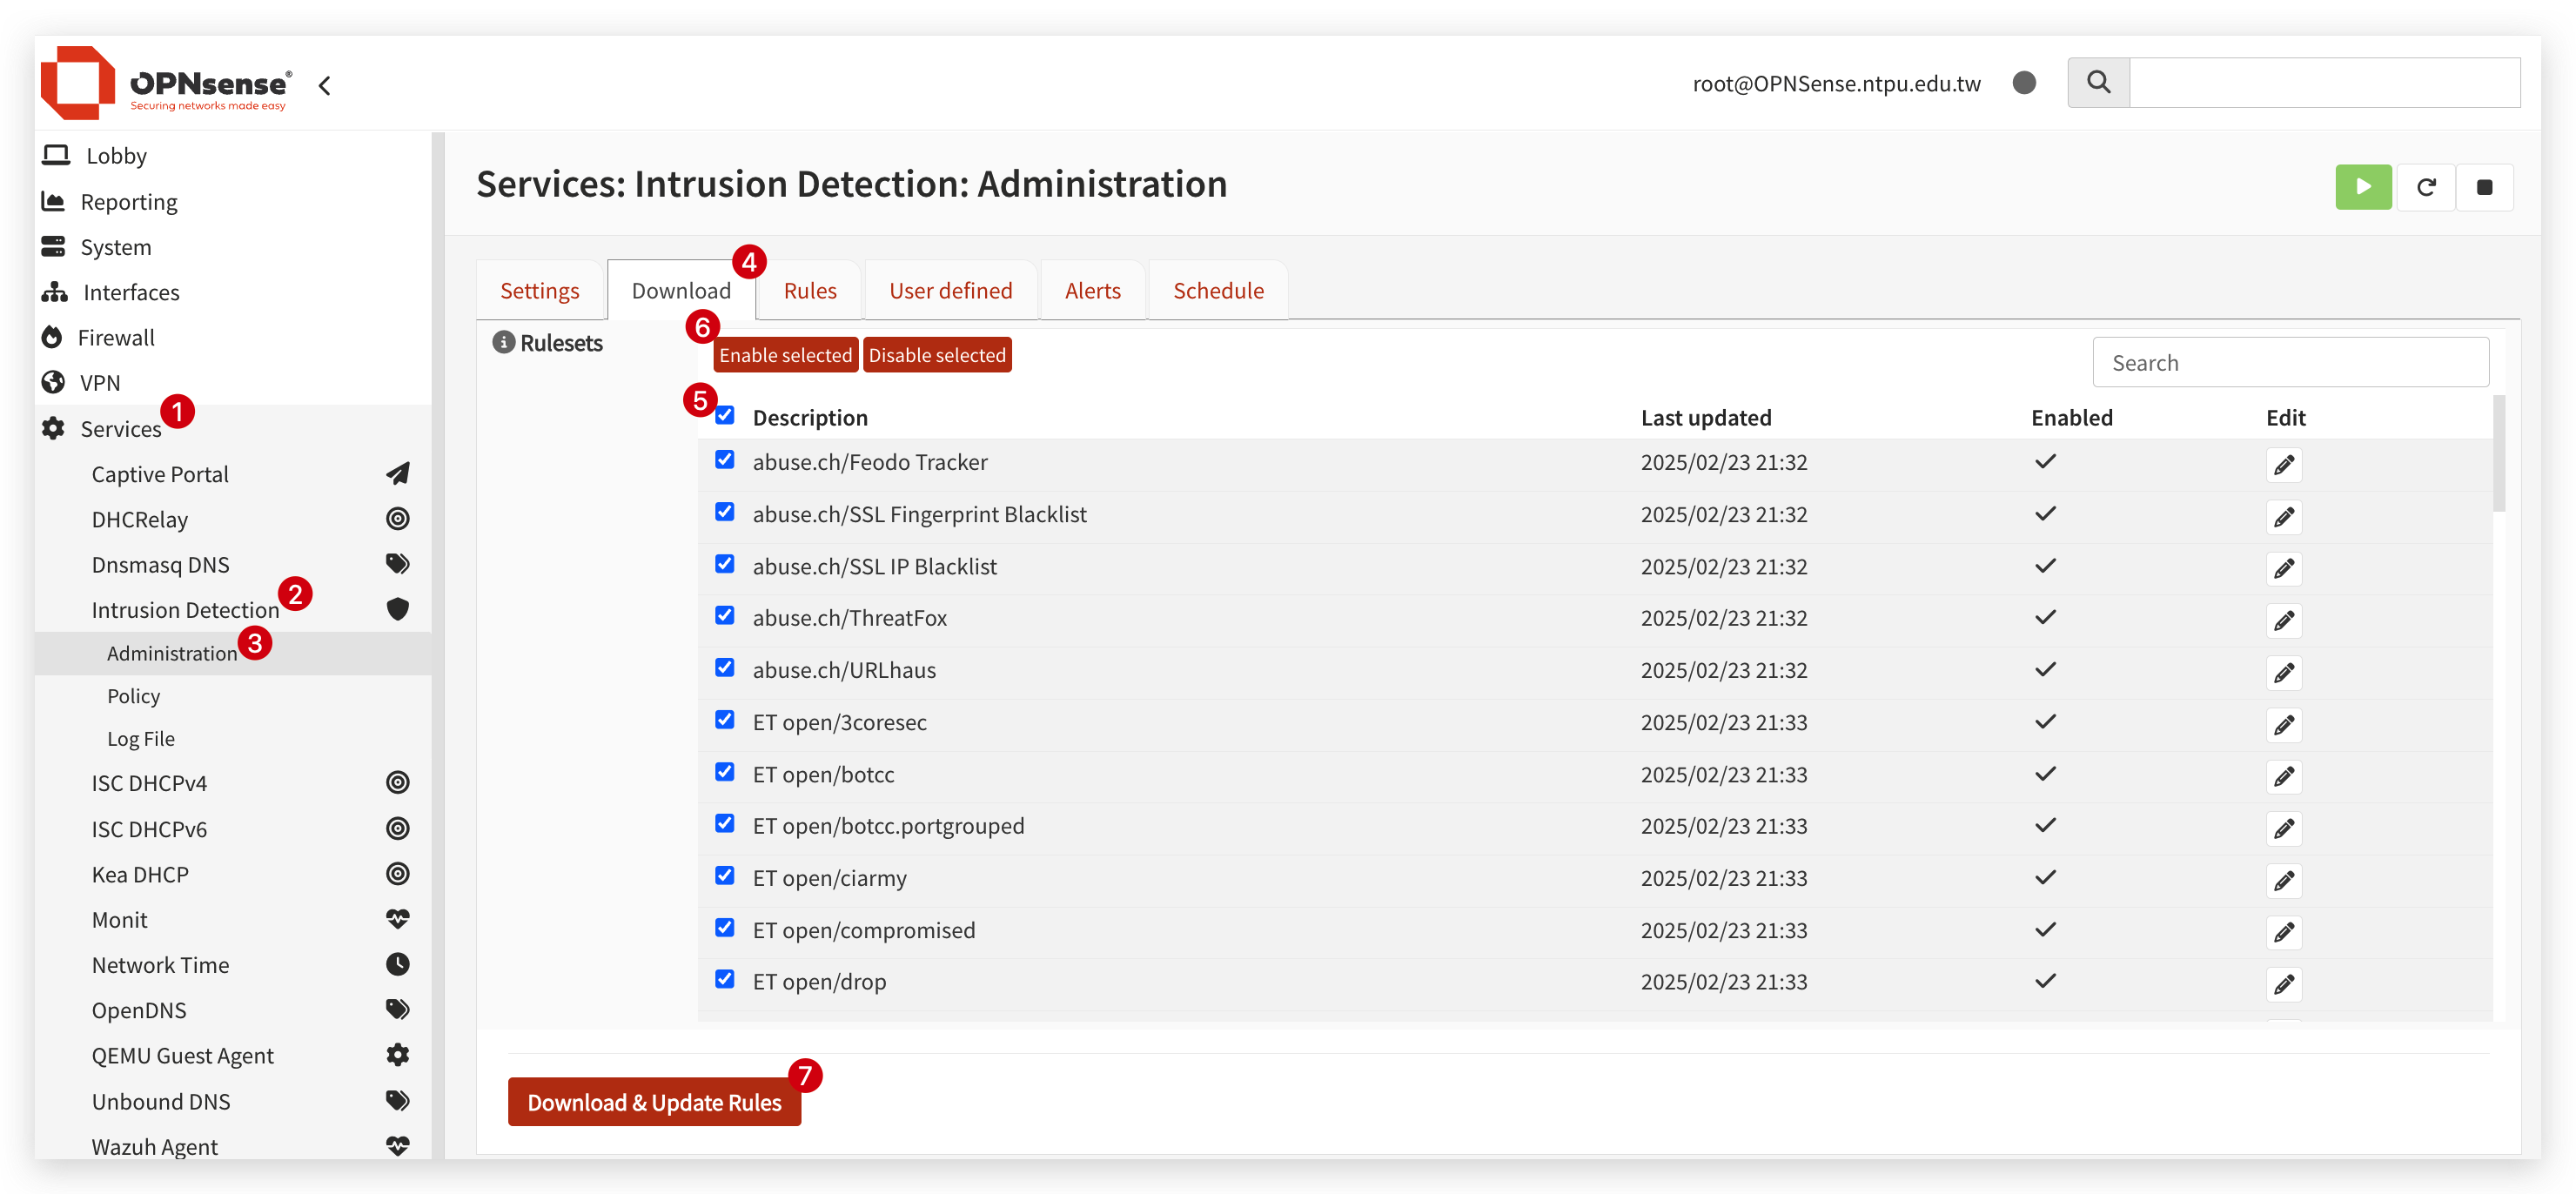 OPNsense®
Securing networks made easy
root@OPNSense.ntpu.edu.tw
Lobby
Reporting
System
Interfaces
Firewall
VPN
Services 1
Captive Portal
DHCRelay
Dnsmasq DNS
Intrusion Detection 2
Administration 3
Policy
Log File
ISC DHCPv4
ISC DHCPv6
Kea DHCP
Monit
Network Time
OpenDNS
QEMU Guest Agent
Unbound DNS
Wazuh Agent
Services: Intrusion Detection: Administration
Settings Download 4 Rules User defined Alerts Schedule
Rulesets
6 Enable selected Disable selected Search
5 Description Last updated Enabled Edit
abuse.ch/Feodo Tracker 2025/02/23 21:32
abuse.ch/SSL Fingerprint Blacklist 2025/02/23 21:32
abuse.ch/SSL IP Blacklist 2025/02/23 21:32
abuse.ch/ThreatFox 2025/02/23 21:32
abuse.ch/URLhaus 2025/02/23 21:32
ET open/3coresec 2025/02/23 21:33
ET open/botcc 2025/02/23 21:33
ET open/botcc.portgrouped 2025/02/23 21:33
ET open/ciarmy 2025/02/23 21:33
ET open/compromised 2025/02/23 21:33
ET open/drop 2025/02/23 21:33
Download & Update Rules 7